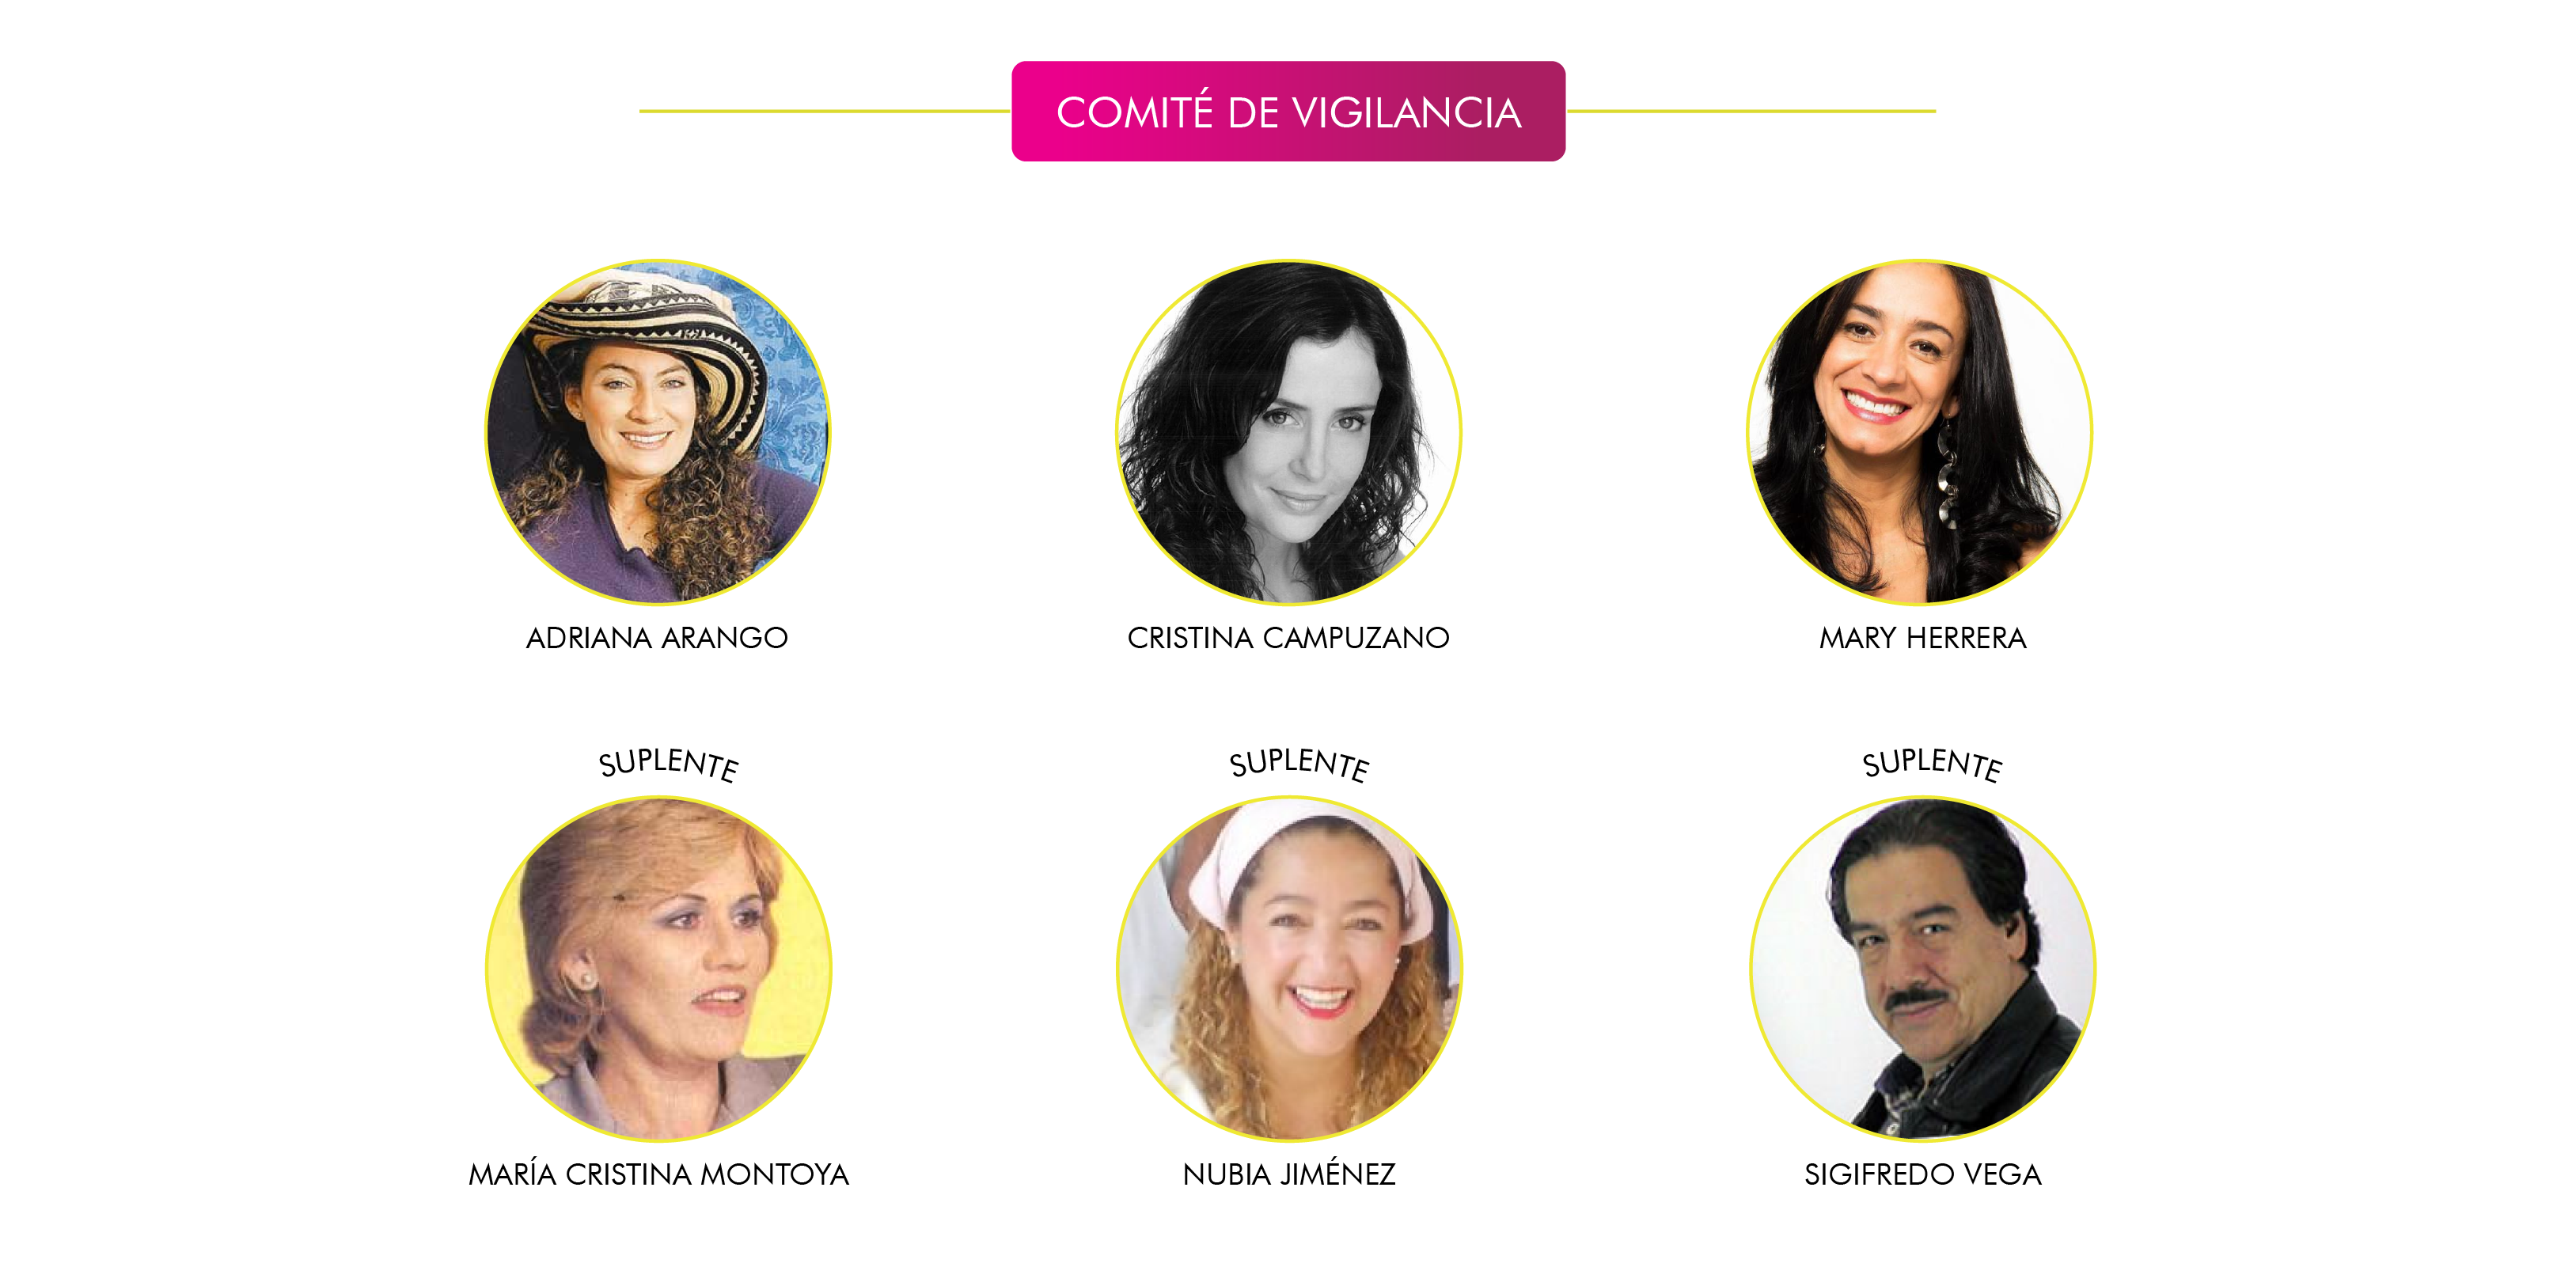 COMITÉ DE VIGILANCIA
ADRIANA ARANGO
CRISTINA CAMPUZANO
MARY HERRERA
SUPLENTE
SUPLENTE
SUPLENTE
MARÍA CRISTINA MONTOYA
NUBIA JIMÉNEZ
SIGIFREDO VEGA